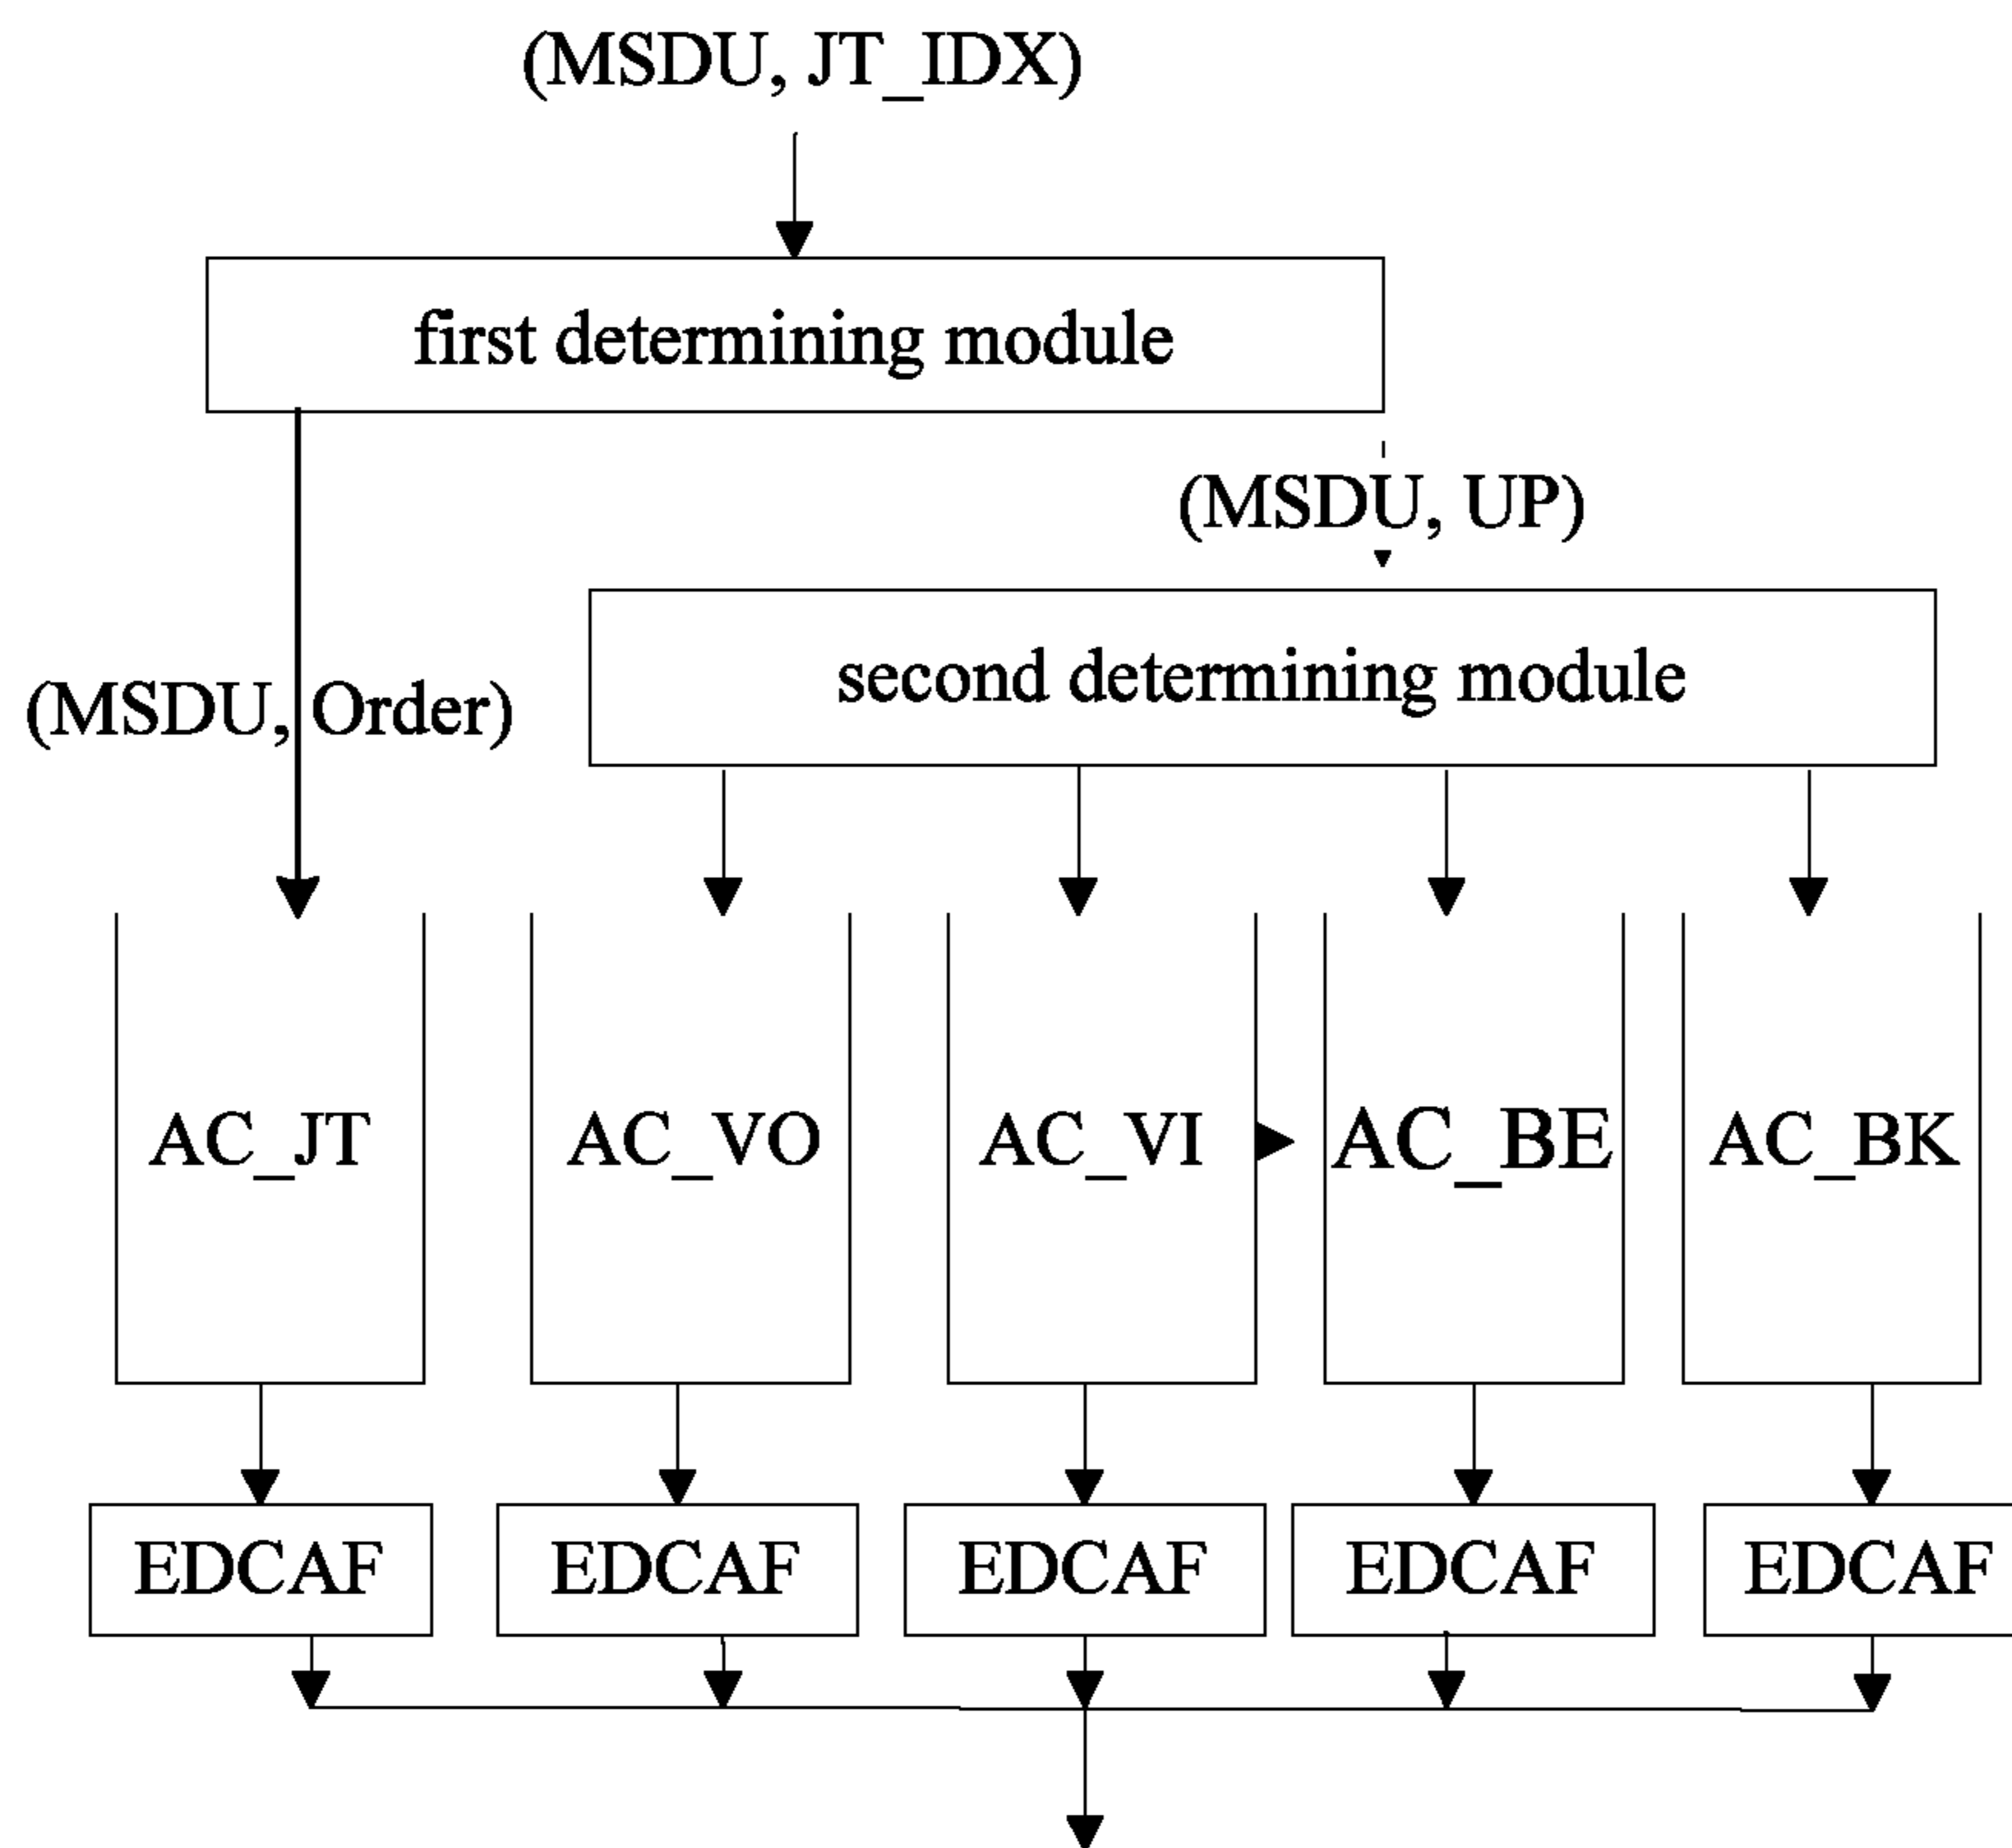 (MSDU, JT_IDX)
first determining module
(MSDU, UP)
second determining module
(MSDU, Order)
AC_JT
AC_VO
AC_VI
AC_BE
AC_BK
EDCAF
EDCAF
EDCAF
EDCAF
EDCAF